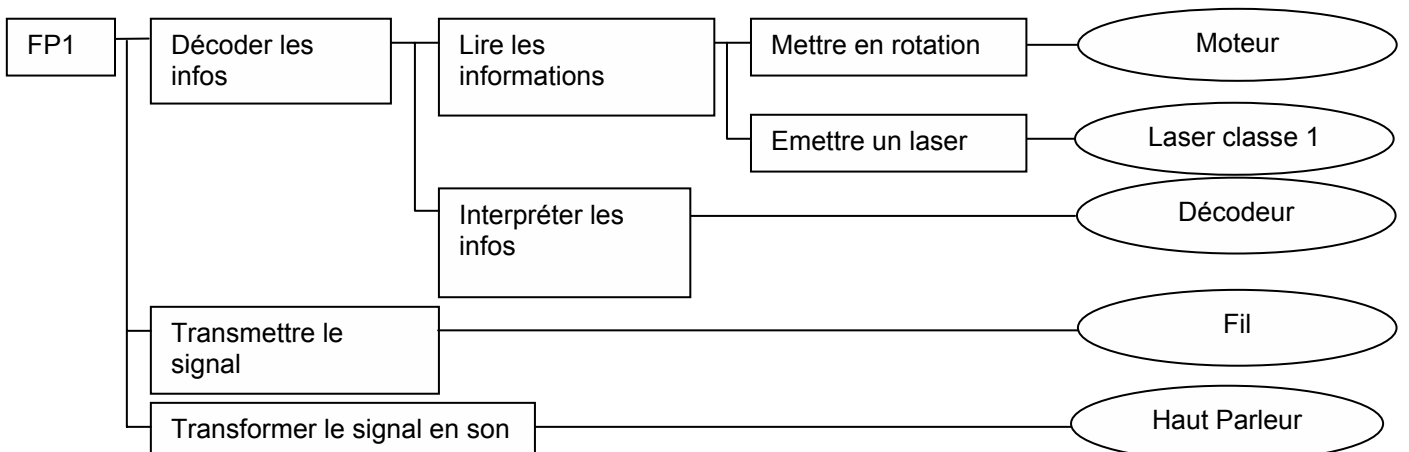 FP1
Décoder les
infos
Lire les
informations
Mettre en rotation
Moteur
Emettre un laser
Laser classe 1
Interpréter les
infos
Décodeur
Transmettre le
signal
Fil
Transformer le signal en son
Haut Parleur